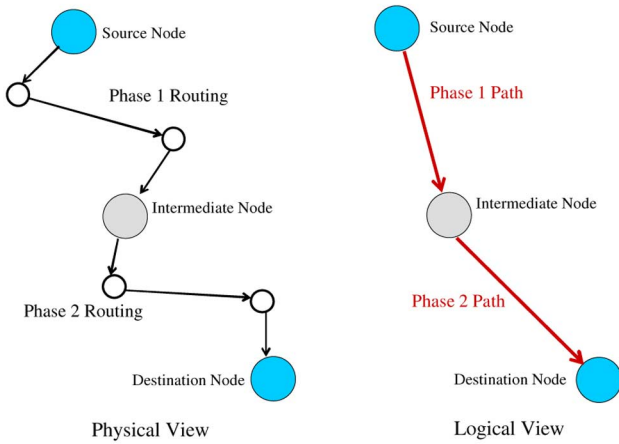 Source Node
Phase 1 Routing
Intermediate Node
Phase 2 Routing
Destination Node
Physical View
Source Node
Phase 1 Path
Intermediate Node
Phase 2 Path
Destination Node
Logical View